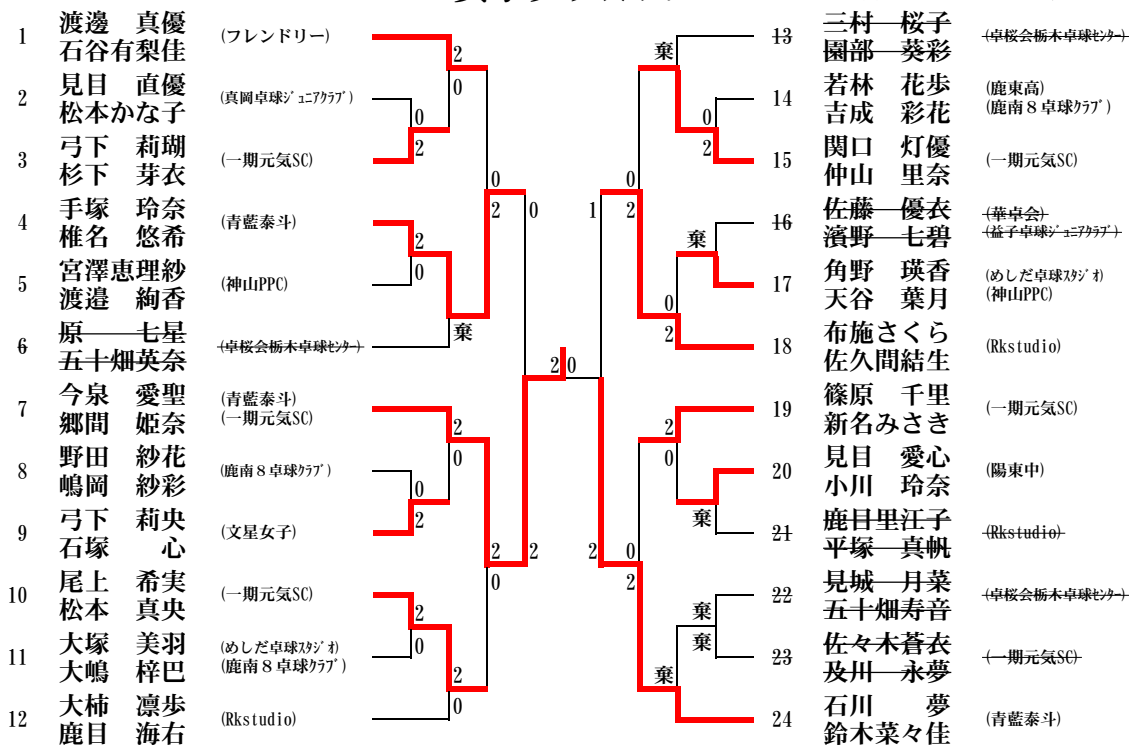 1 渡邊 真優 石谷有梨佳 (フレンドリー)
2 見目 直優 松本かな子 (真岡卓球ジュニアクラブ)
3 弓下 莉瑚 杉下 芽衣 (一期元気SC)
4 手塚 玲奈 椎名 悠希 (青藍泰斗)
5 宮澤恵理紗 渡邉 絢香 (神山PPC)
6 原 七星 五十畑英奈 (卓桜会栃木卓球センター)
7 今泉 愛聖 郷間 姫奈 (青藍泰斗) (一期元気SC)
8 野田 紗花 嶋岡 紗彩 (鹿南8卓球クラブ)
9 弓下 莉央 石塚 心 (文星女子)
10 尾上 希実 松本 真央 (一期元気SC)
11 大塚 美羽 大嶋 梓巴 (めしだ卓球スタジオ) (鹿南8卓球クラブ)
12 大柿 凛歩 鹿目 海右 (Rkstudio)
2
0
0
2
0
2
2
0
棄
2
0
0
2
2
0
2
0
2
0
0
2
2 0
棄
0
2
0
2
1
棄
0
2
2
0
棄
2
0
2
棄
棄
棄
13 三村 桜子 園部 葵彩 (卓桜会栃木卓球センター)
14 若林 花歩 吉成 彩花 (鹿東高) (鹿南8卓球クラブ)
15 関口 灯優 仲山 里奈 (一期元気SC)
16 佐藤 優衣 濱野 七碧 (華卓会) (益子卓球ジュニアクラブ)
17 角野 瑛香 天谷 葉月 (めしだ卓球スタジオ) (神山PPC)
18 布施さくら 佐久間結生 (Rkstudio)
19 篠原 千里 新名みさき (一期元気SC)
20 見目 愛心 小川 玲奈 (陽東中)
21 鹿目里江子 平塚 真帆 (Rkstudio)
22 見城 月菜 五十畑寿音 (卓桜会栃木卓球センター)
23 佐々木蒼衣 及川 永夢 (一期元気SC)
24 石川 夢 鈴木菜々佳 (青藍泰斗)